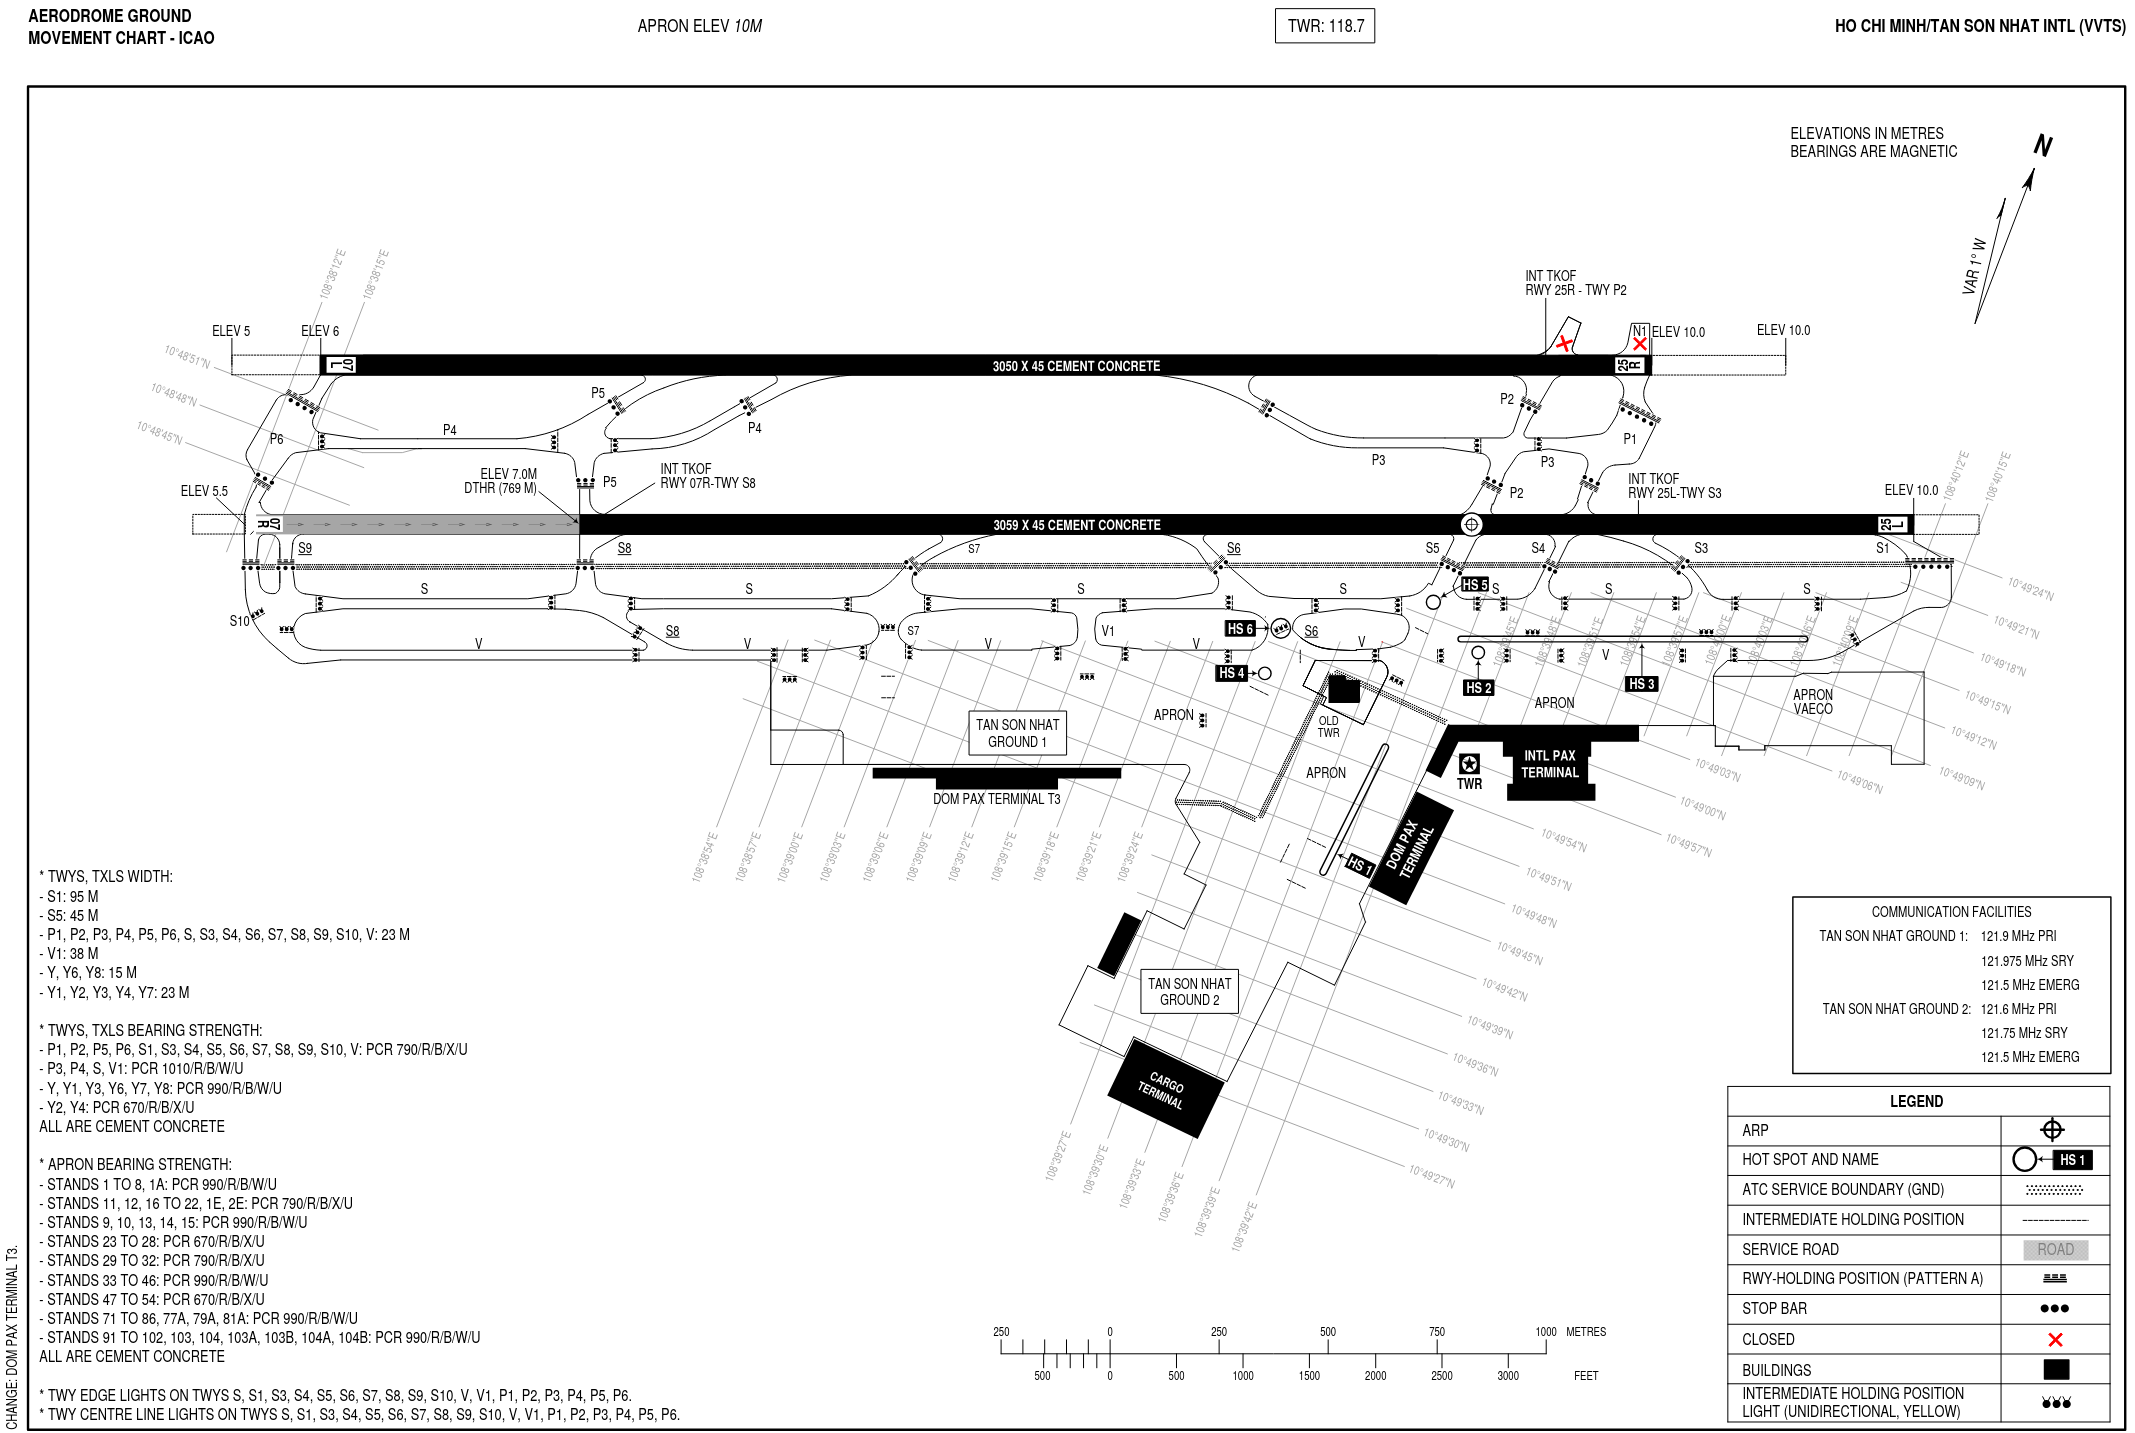 AERODROME GROUND
MOVEMENT CHART - ICAO
APRON ELEV 10M
TWR: 118.7
HO CHI MINH/TAN SON NHAT INTL (VVTS)
ELEVATIONS IN METRES
BEARINGS ARE MAGNETIC
N
VAR 1° W
108°38'12"E
108°38'15"E
INT TKOF
RWY 25R - TWY P2
ELEV 5
ELEV 6
N1
ELEV 10.0
ELEV 10.0
10°48'51"N
10°48'48"N
10°48'45"N
07
L
3050 X 45 CEMENT CONCRETE
25
R
P5
P2
P6
P4
P4
P1
P3
P3
ELEV 7.0M
DTHR (769 M)
INT TKOF
RWY 07R-TWY S8
P5
P2
INT TKOF
RWY 25L-TWY S3
ELEV 5.5
ELEV 10.0
108°40'12"E
108°40'15"E
07
R
3059 X 45 CEMENT CONCRETE
25
L
S9
S8
S7
S6
S5
S4
S3
S1
S
S
S
S
HS 5
S
S
S
S10
S8
S7
V1
HS 6
S6
V
V
V
V
V
V
HS 4
HS 2
HS 3
108°39'45"E
108°39'48"E
108°39'51"E
108°39'54"E
108°39'57"E
108°40'00"E
108°40'03"E
108°40'06"E
108°40'09"E
10°49'24"N
10°49'21"N
10°49'18"N
10°49'15"N
10°49'12"N
10°49'09"N
10°49'06"N
10°49'03"N
10°49'00"N
10°49'57"N
10°49'54"N
10°49'51"N
10°49'48"N
10°49'45"N
10°49'42"N
10°49'39"N
10°49'36"N
10°49'33"N
10°49'30"N
10°49'27"N
APRON
APRON
APRON
VAECO
TAN SON NHAT
GROUND 1
OLD
TWR
APRON
TWR
INTL PAX
TERMINAL
DOM PAX TERMINAL T3
DOM PAX
TERMINAL
HS 1
108°38'54"E
108°38'57"E
108°39'00"E
108°39'03"E
108°39'06"E
108°39'09"E
108°39'12"E
108°39'15"E
108°39'18"E
108°39'21"E
108°39'24"E
108°39'27"E
108°39'30"E
108°39'33"E
108°39'36"E
108°39'39"E
108°39'42"E
TAN SON NHAT
GROUND 2
CARGO
TERMINAL
* TWYS, TXLS WIDTH:
- S1: 95 M
- S5: 45 M
- P1, P2, P3, P4, P5, P6, S, S3, S4, S6, S7, S8, S9, S10, V: 23 M
- V1: 38 M
- Y, Y6, Y8: 15 M
- Y1, Y2, Y3, Y4, Y7: 23 M
* TWYS, TXLS BEARING STRENGTH:
- P1, P2, P5, P6, S1, S3, S4, S5, S6, S7, S8, S9, S10, V: PCR 790/R/B/X/U
- P3, P4, S, V1: PCR 1010/R/B/W/U
- Y, Y1, Y3, Y6, Y7, Y8: PCR 990/R/B/W/U
- Y2, Y4: PCR 670/R/B/X/U
ALL ARE CEMENT CONCRETE
* APRON BEARING STRENGTH:
- STANDS 1 TO 8, 1A: PCR 990/R/B/W/U
- STANDS 11, 12, 16 TO 22, 1E, 2E: PCR 790/R/B/X/U
- STANDS 9, 10, 13, 14, 15: PCR 990/R/B/W/U
- STANDS 23 TO 28: PCR 670/R/B/X/U
- STANDS 29 TO 32: PCR 790/R/B/X/U
- STANDS 33 TO 46: PCR 990/R/B/W/U
- STANDS 47 TO 54: PCR 670/R/B/X/U
- STANDS 71 TO 86, 77A, 79A, 81A: PCR 990/R/B/W/U
- STANDS 91 TO 102, 103, 104, 103A, 103B, 104A, 104B: PCR 990/R/B/W/U
ALL ARE CEMENT CONCRETE
* TWY EDGE LIGHTS ON TWYS S, S1, S3, S4, S5, S6, S7, S8, S9, S10, V, V1, P1, P2, P3, P4, P5, P6.
* TWY CENTRE LINE LIGHTS ON TWYS S, S1, S3, S4, S5, S6, S7, S8, S9, S10, V, V1, P1, P2, P3, P4, P5, P6.
CHANGE: DOM PAX TERMINAL T3.
250 0 250 500 750 1000 METRES
500 0 500 1000 1500 2000 2500 3000 FEET
COMMUNICATION FACILITIES
TAN SON NHAT GROUND 1: 121.9 MHz PRI
121.975 MHz SRY
121.5 MHz EMERG
TAN SON NHAT GROUND 2: 121.6 MHz PRI
121.75 MHz SRY
121.5 MHz EMERG
LEGEND
ARP
HOT SPOT AND NAME HS 1
ATC SERVICE BOUNDARY (GND)
INTERMEDIATE HOLDING POSITION
SERVICE ROAD ROAD
RWY-HOLDING POSITION (PATTERN A)
STOP BAR
CLOSED
BUILDINGS
INTERMEDIATE HOLDING POSITION
LIGHT (UNIDIRECTIONAL, YELLOW)